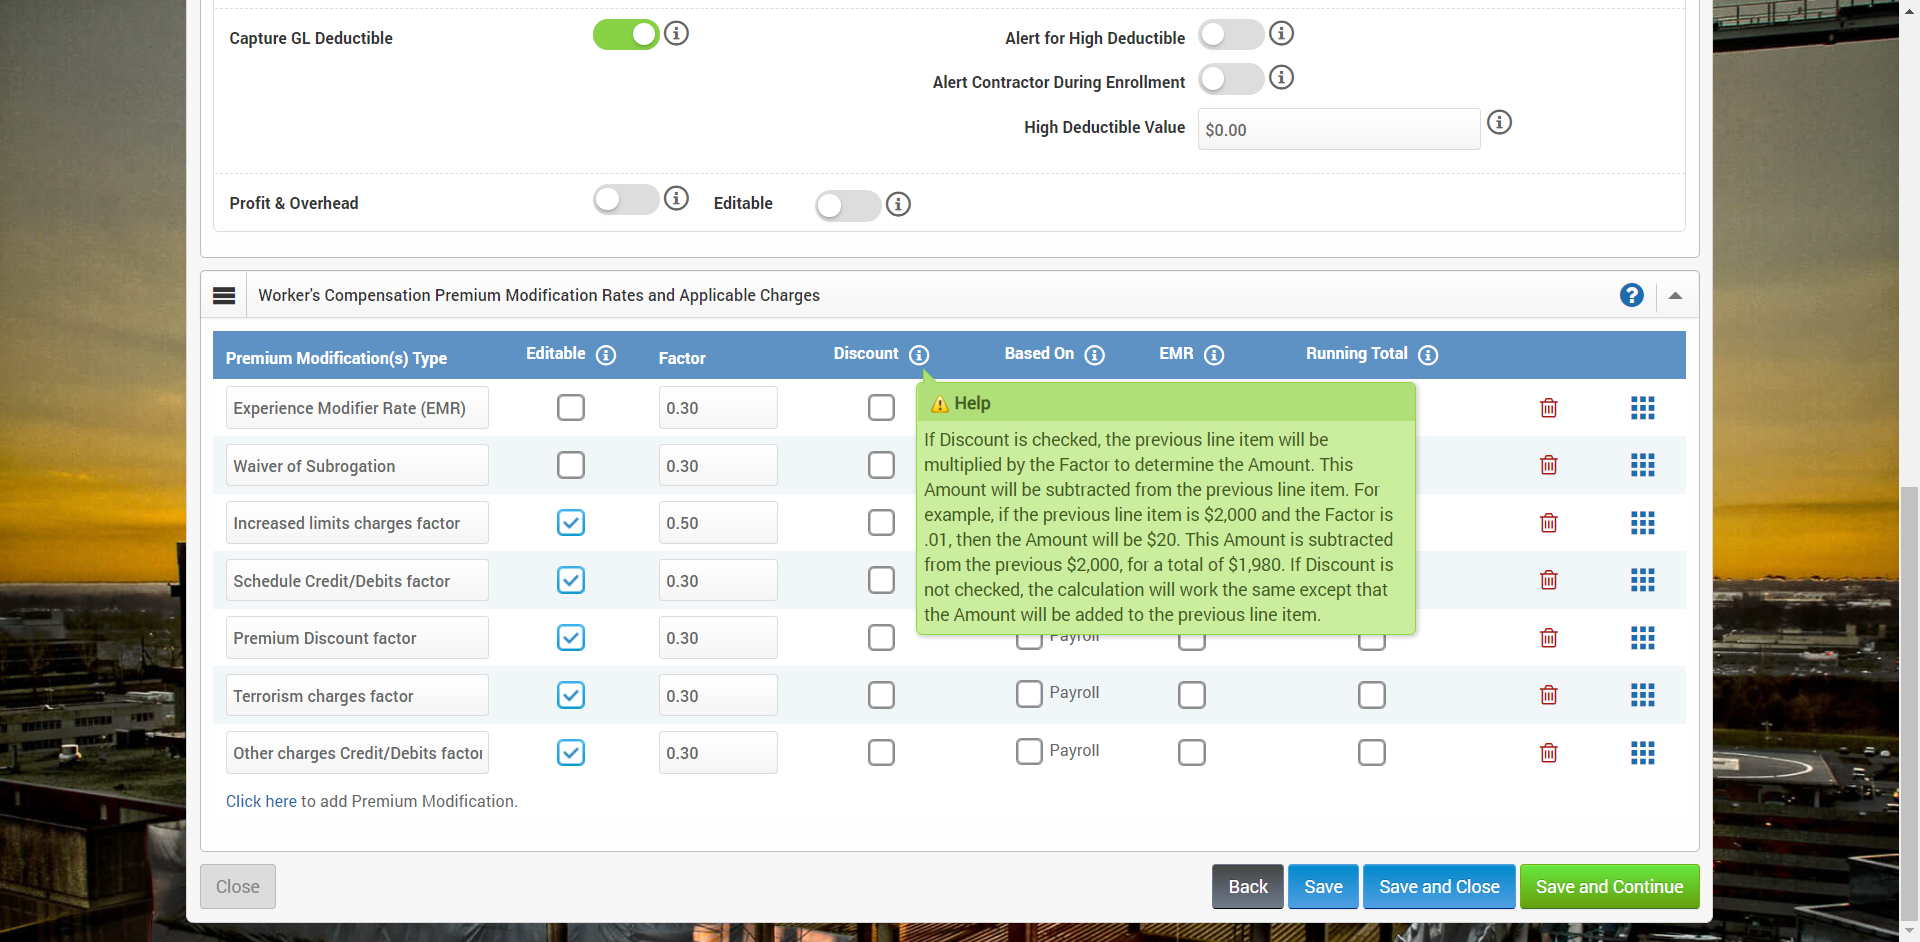 Capture GL Deductible
Alert for High Deductible
Alert Contractor During Enrollment
High Deductible Value $0.00
Profit & Overhead Editable
Worker's Compensation Premium Modification Rates and Applicable Charges
Premium Modification(s) Type Editable Factor Discount Based On EMR Running Total
Experience Modifier Rate (EMR) 0.30
Waiver of Subrogation 0.30
Increased limits charges factor 0.50
Schedule Credit/Debits factor 0.30
Premium Discount factor 0.30 Payroll
Terrorism charges factor 0.30 Payroll
Other charges Credit/Debits factor 0.30 Payroll
Help
If Discount is checked, the previous line item will be
multiplied by the Factor to determine the Amount. This
Amount will be subtracted from the previous line item. For
example, if the previous line item is $2,000 and the Factor is
.01, then the Amount will be $20. This Amount is subtracted
from the previous $2,000, for a total of $1,980. If Discount is
not checked, the calculation will work the same except that
the Amount will be added to the previous line item.
Click here to add Premium Modification.
Close Back Save Save and Close Save and Continue